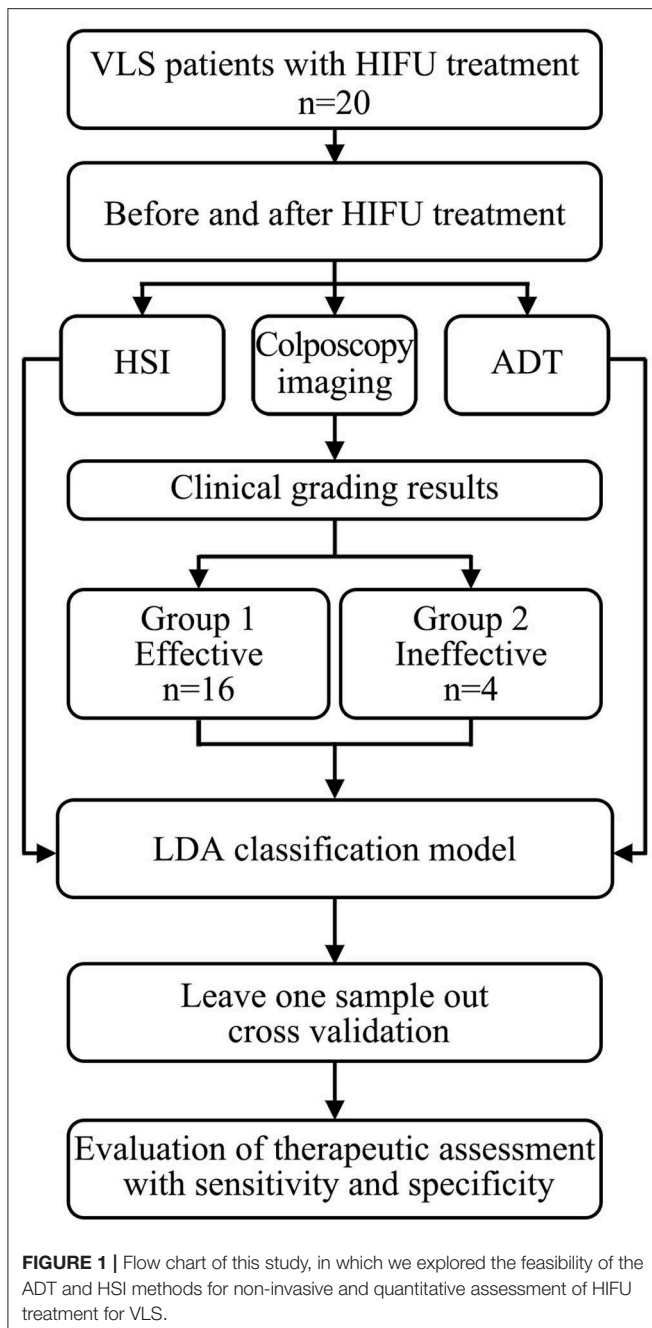 VLS patients with HIFU treatment
n=20
Before and after HIFU treatment
HSI
Colposcopy
imaging
ADT
Clinical grading results
Group 1
Effective
n=16
Group 2
Ineffective
n=4
LDA classification model
Leave one sample out
cross validation
Evaluation of therapeutic assessment
with sensitivity and specificity
FIGURE 1 | Flow chart of this study, in which we explored the feasibility of the
ADT and HSI methods for non-invasive and quantitative assessment of HIFU
treatment for VLS.